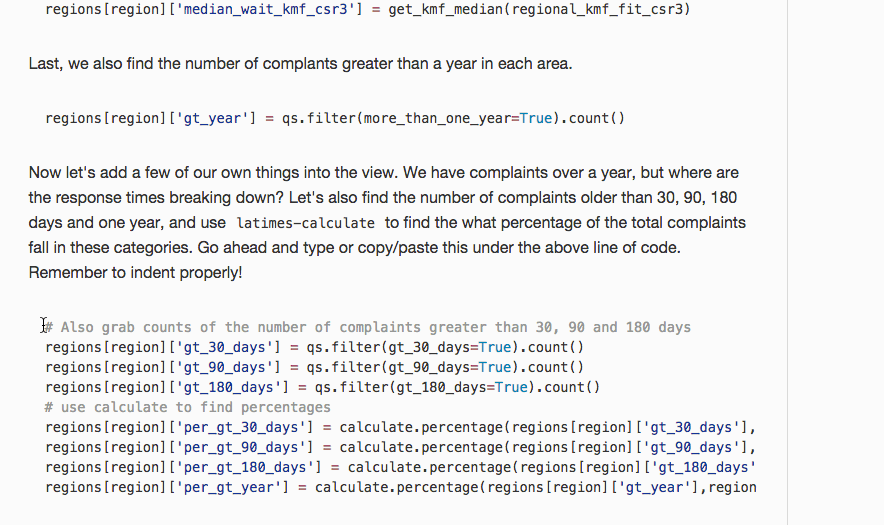 regions[region]['median_wait_kmf_csr3'] = get_kmf_median(regional_kmf_fit_csr3)
Last, we also find the number of complants greater than a year in each area.
regions[region]['gt_year'] = qs.filter(more_than_one_year=True).count()
Now let's add a few of our own things into the view. We have complaints over a year, but where are
the response times breaking down? Let's also find the number of complaints older than 30, 90, 180
days and one year, and use latimes-calculate to find the what percentage of the total complaints
fall in these categories. Go ahead and type or copy/paste this under the above line of code.
Remember to indent properly!
# Also grab counts of the number of complaints greater than 30, 90 and 180 days
regions[region]['gt_30_days'] = qs.filter(gt_30_days=True).count()
regions[region]['gt_90_days'] = qs.filter(gt_90_days=True).count()
regions[region]['gt_180_days'] = qs.filter(gt_180_days=True).count()
# use calculate to find percentages
regions[region]['per_gt_30_days'] = calculate.percentage(regions[region]['gt_30_days'],
regions[region]['per_gt_90_days'] = calculate.percentage(regions[region]['gt_90_days'],
regions[region]['per_gt_180_days'] = calculate.percentage(regions[region]['gt_180_days'
regions[region]['per_gt_year'] = calculate.percentage(regions[region]['gt_year'],region